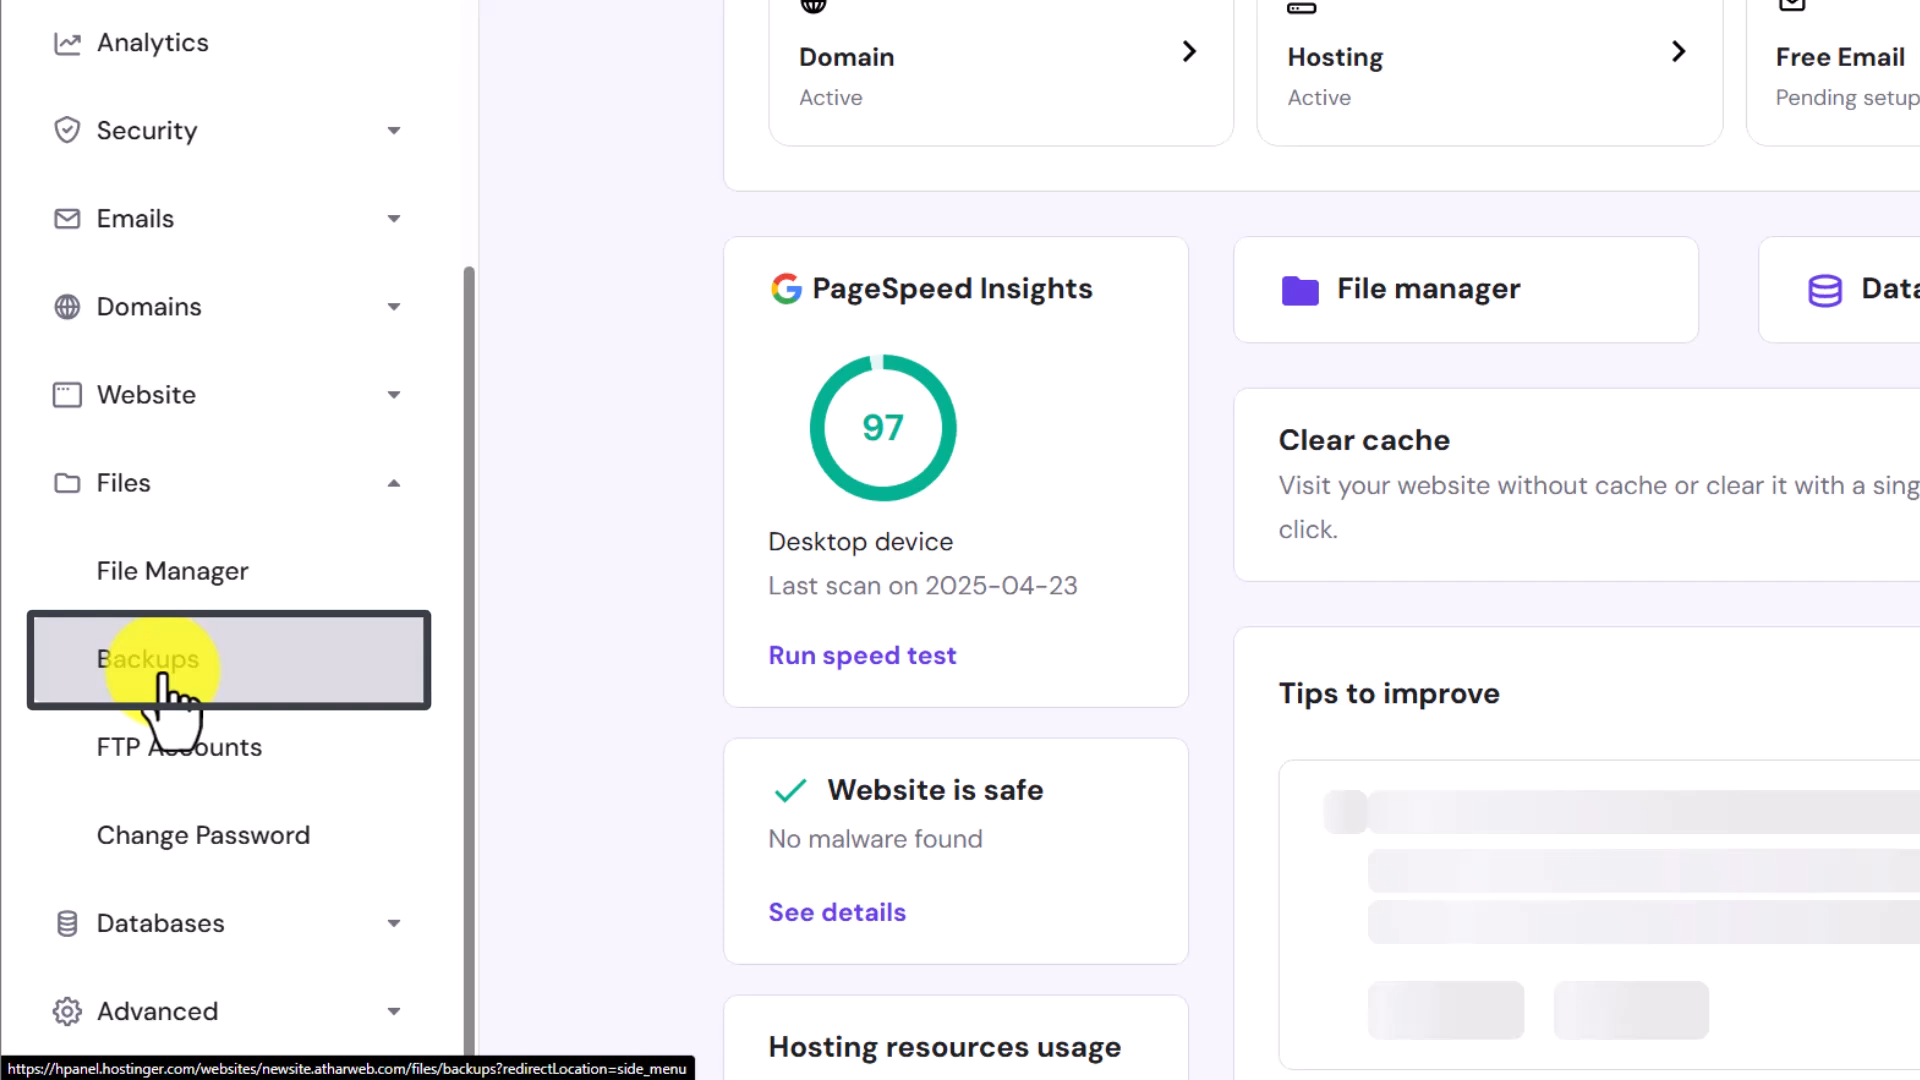 Analytics
Security
Emails
Domains
Website
Files
File Manager
Backups
FTP Accounts
Change Password
Databases
Advanced
Domain
Active
Hosting
Active
Free Email
Pending setup
PageSpeed Insights
97
Desktop device
Last scan on 2025-04-23
Run speed test
File manager
Data
Clear cache
Visit your website without cache or clear it with a sing
click.
Website is safe
No malware found
See details
Tips to improve
Hosting resources usage
https://hpanel.hostinger.com/websites/newsite.atharweb.com/files/backups?redirectLocation=side_menu